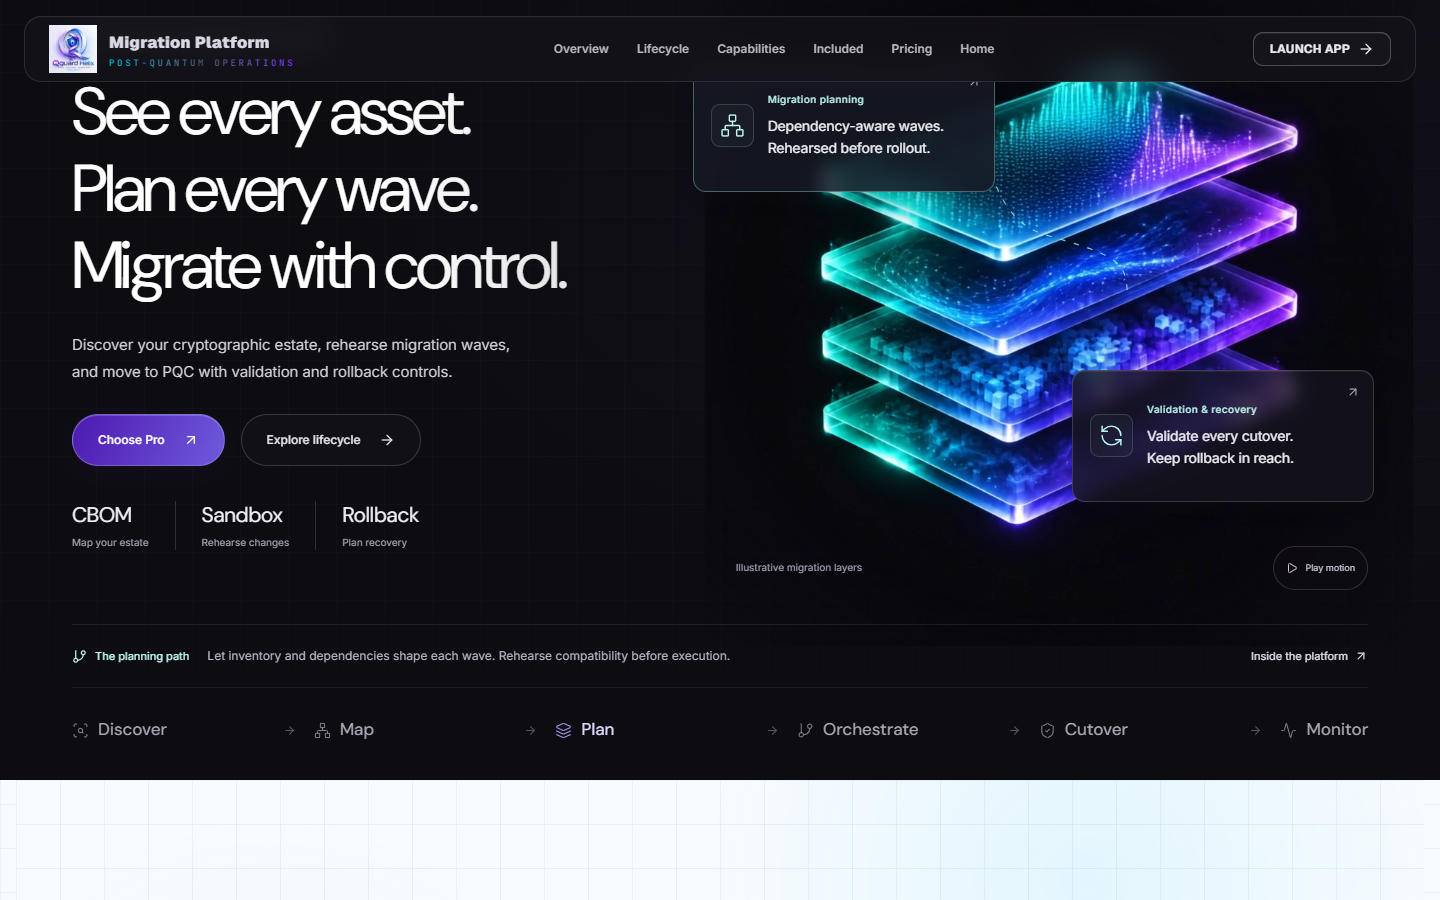 Qguard Helix
Migration Platform
POST-QUANTUM OPERATIONS
Overview
Lifecycle
Capabilities
Included
Pricing
Home
LAUNCH APP
See every asset.
Plan every wave.
Migrate with control.
Discover your cryptographic estate, rehearse migration waves,
and move to PQC with validation and rollback controls.
Choose Pro
Explore lifecycle
CBOM
Map your estate
Sandbox
Rehearse changes
Rollback
Plan recovery
Migration planning
Dependency-aware waves.
Rehearsed before rollout.
Validation & recovery
Validate every cutover.
Keep rollback in reach.
Illustrative migration layers
Play motion
The planning path
Let inventory and dependencies shape each wave. Rehearse compatibility before execution.
Inside the platform
Discover
Map
Plan
Orchestrate
Cutover
Monitor